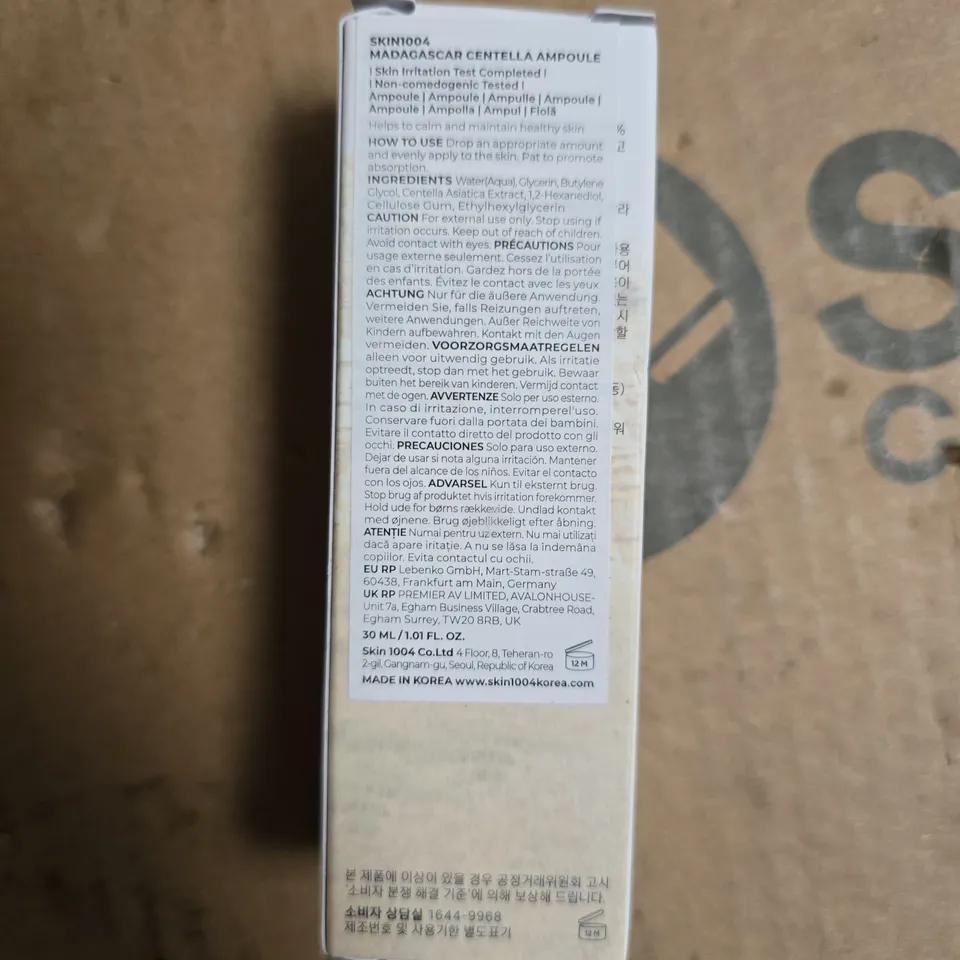 SKIN1004
MADAGASCAR CENTELLA AMPOULE
| Skin Irritation Test Completed |
| Non-comedogenic Tested |
Ampoule | Ampoule | Ampulle | Ampoule |
Ampoule | Ampolla | Ampul | Fiolă
Helps to calm and maintain healthy skin
HOW TO USE Drop an appropriate amount
and evenly apply to the skin. Pat to promote
absorption.
INGREDIENTS Water(Aqua), Glycerin, Butylene
Glycol, Centella Asiatica Extract, 1,2-Hexanediol,
Cellulose Gum, Ethylhexylglycerin
CAUTION For external use only. Stop using if
irritation occurs. Keep out of reach of children.
Avoid contact with eyes. PRÉCAUTIONS Pour
usage externe seulement. Cessez l'utilisation
en cas d'irritation. Gardez hors de la portée
des enfants. Évitez le contact avec les yeux
ACHTUNG Nur für die äußere Anwendung.
Vermeiden Sie, falls Reizungen auftreten,
weitere Anwendungen. Außer Reichweite von
Kindern aufbewahren. Kontakt mit den Augen
vermeiden. VOORZORGSMAATREGELEN
alleen voor uitwendig gebruik. Als irritatie
optreedt, stop dan met het gebruik. Bewaar
buiten het bereik van kinderen. Vermijd contact
met de ogen. AVVERTENZE Solo per uso esterno.
In caso di irritazione, interromperel'uso.
Conservare fuori dalla portata dei bambini.
Evitare il contatto diretto del prodotto con gli
occhi. PRECAUCIONES Solo para uso externo.
Dejar de usar si nota alguna irritación. Mantener
fuera del alcance de los niños. Evitar el contacto
con los ojos. ADVARSEL Kun til eksternt brug.
Stop brug af produktet hvis irritation forekommer.
Hold ude for børns rækkevide. Undlad kontakt
med øjnene. Brug øjeblikkeligt efter åbning.
ATENȚIE Numai pentru uz extern. Nu mai utilizați
dacă apare iritație. A nu se lăsa la îndemâna
copiilor. Evita contactul cu ochii.
EU RP Lebenko GmbH, Mart-Stam-straße 49,
60438, Frankfurt am Main, Germany
UK RP PREMIER AV LIMITED, AVALONHOUSE-
Unit 7a, Egham Business Village, Crabtree Road,
Egham Surrey, TW20 8RB, UK
30 ML / 1.01 FL. OZ.
Skin 1004 Co.Ltd 4 Floor, 8, Teheran-ro
2-gil, Gangnam-gu, Seoul, Republic of Korea
12 M
MADE IN KOREA www.skin1004korea.com
본 제품에 이상이 있을 경우 공정거래위원회 고시
'소비자 분쟁 해결 기준'에 의해 보상해 드립니다.
소비자 상담실 1644-9968
제조번호 및 사용기한 별도표기
12 M